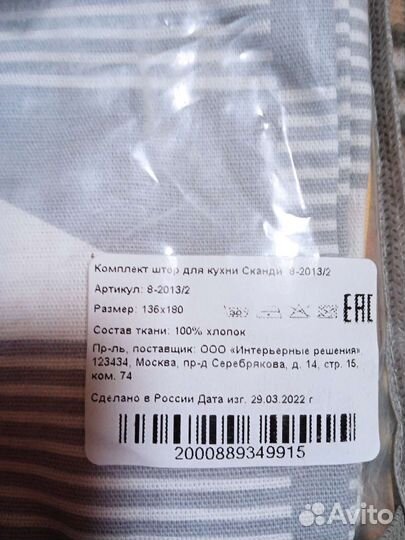 Комплект штор для кухни Сканди 8-2013/2
Артикул: 8-2013/2
Размер: 136x180
EAC
Состав ткани: 100% хлопок
Пр-ль, поставщик: ООО «Интерьерные решения»,
123434, Москва, пр-д Серебрякова, д. 14, стр. 15,
ком. 74
Сделано в России Дата изг. 29.03.2022 г
2000889349915
Avito